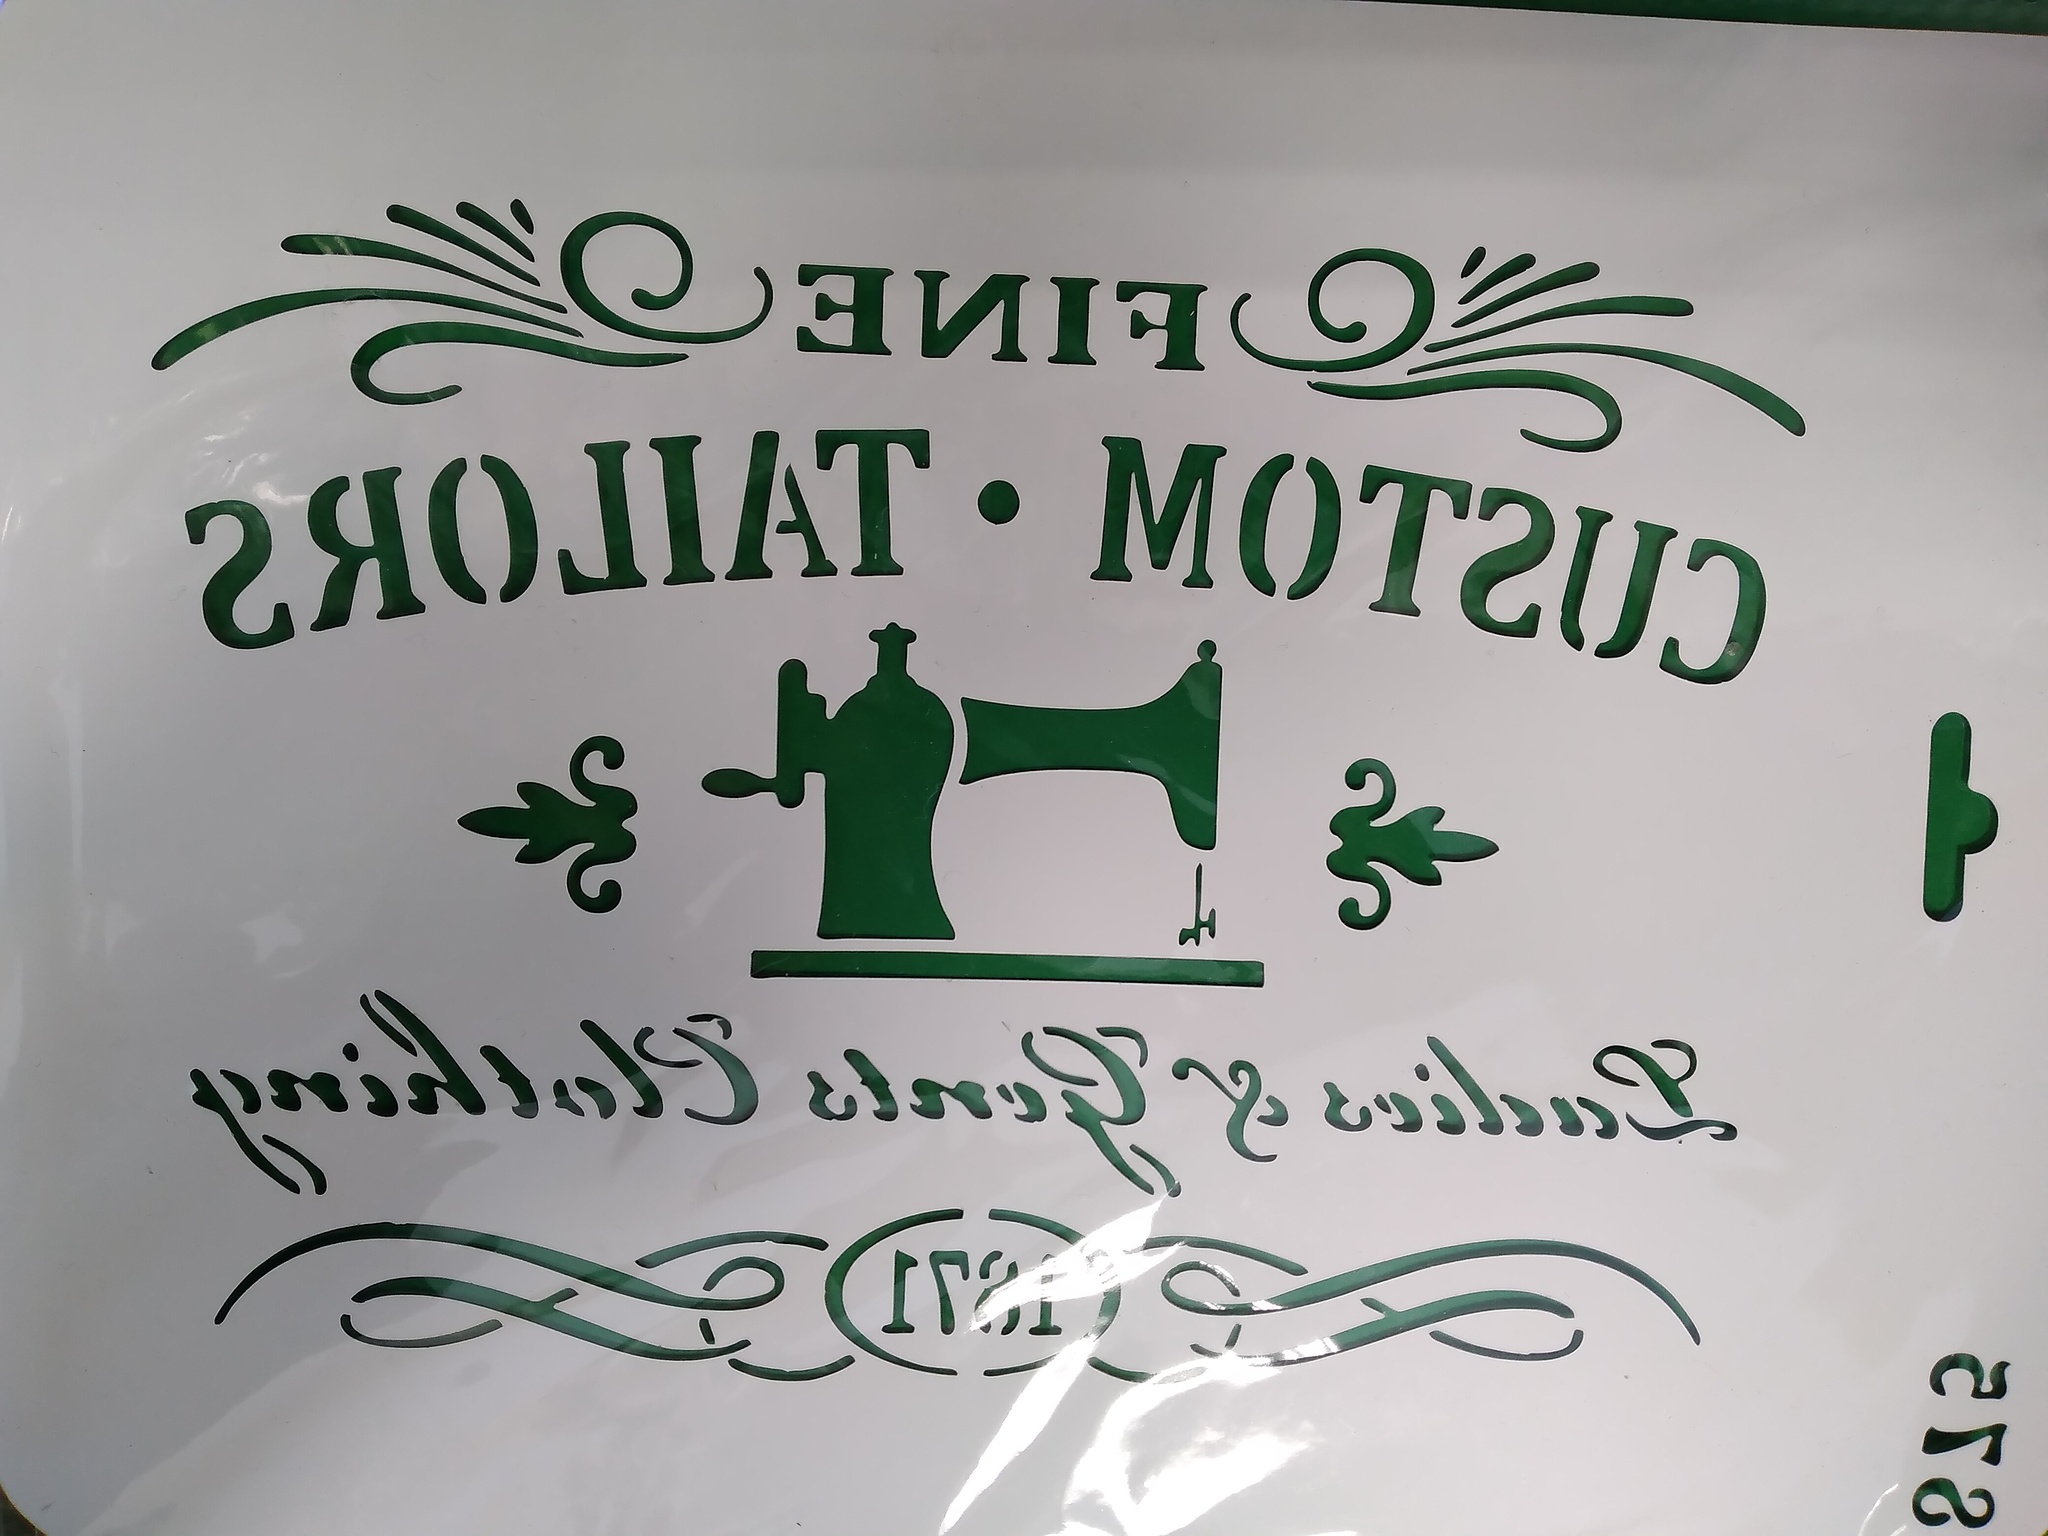 FINE
CUSTOM • TAILORS
Ladies & Gents Clothing
1871